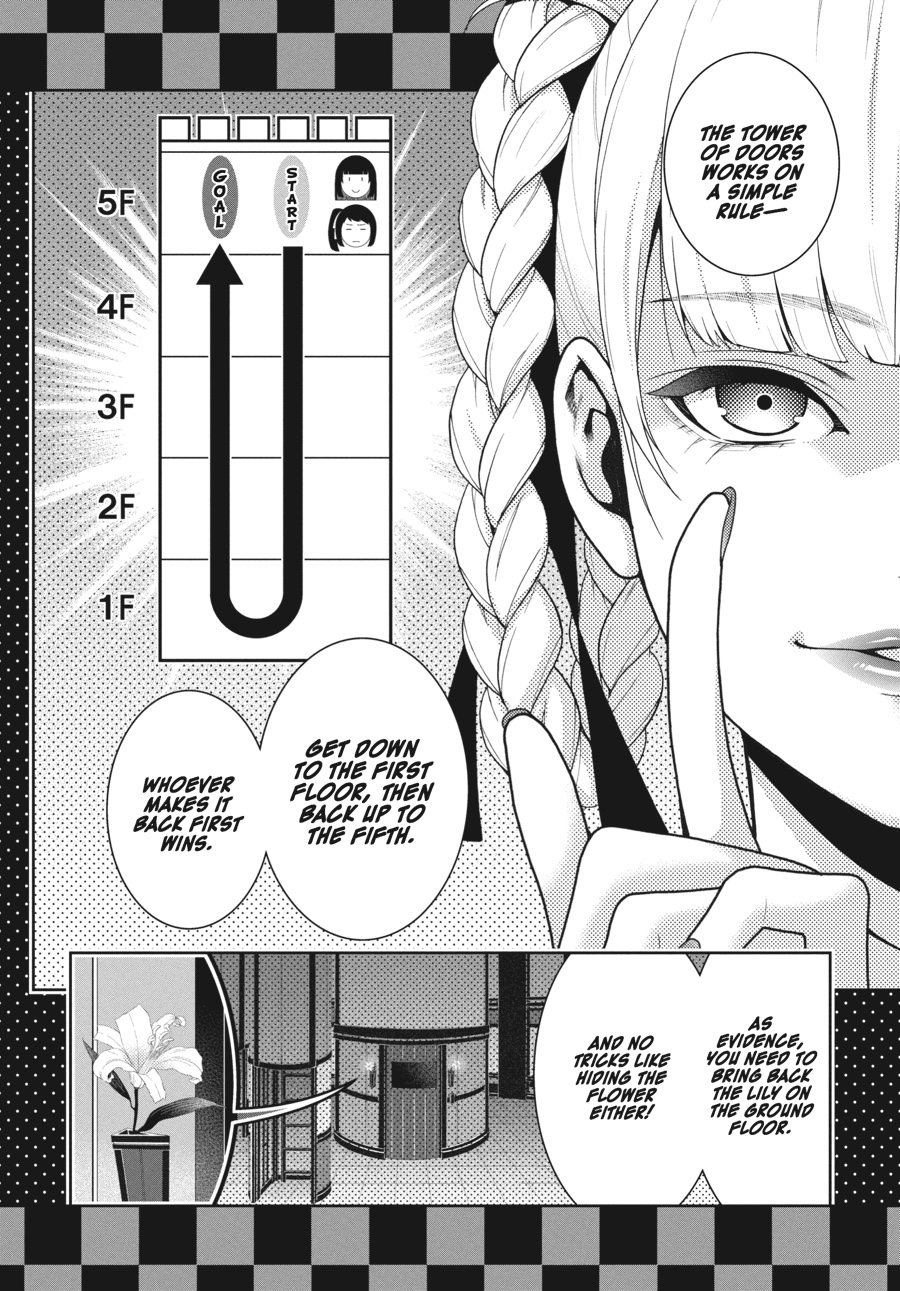 THE TOWER
OF DOORS
WORKS ON
A SIMPLE
RULE—
GOAL
START
5F
4F
3F
2F
1F
GET DOWN
TO THE FIRST
FLOOR, THEN
BACK UP TO
THE FIFTH.
WHOEVER
MAKES IT
BACK FIRST
WINS.
AS
EVIDENCE,
YOU NEED TO
BRING BACK
THE LILY ON
THE GROUND
FLOOR.
AND NO
TRICKS LIKE
HIDING THE
FLOWER
EITHER!